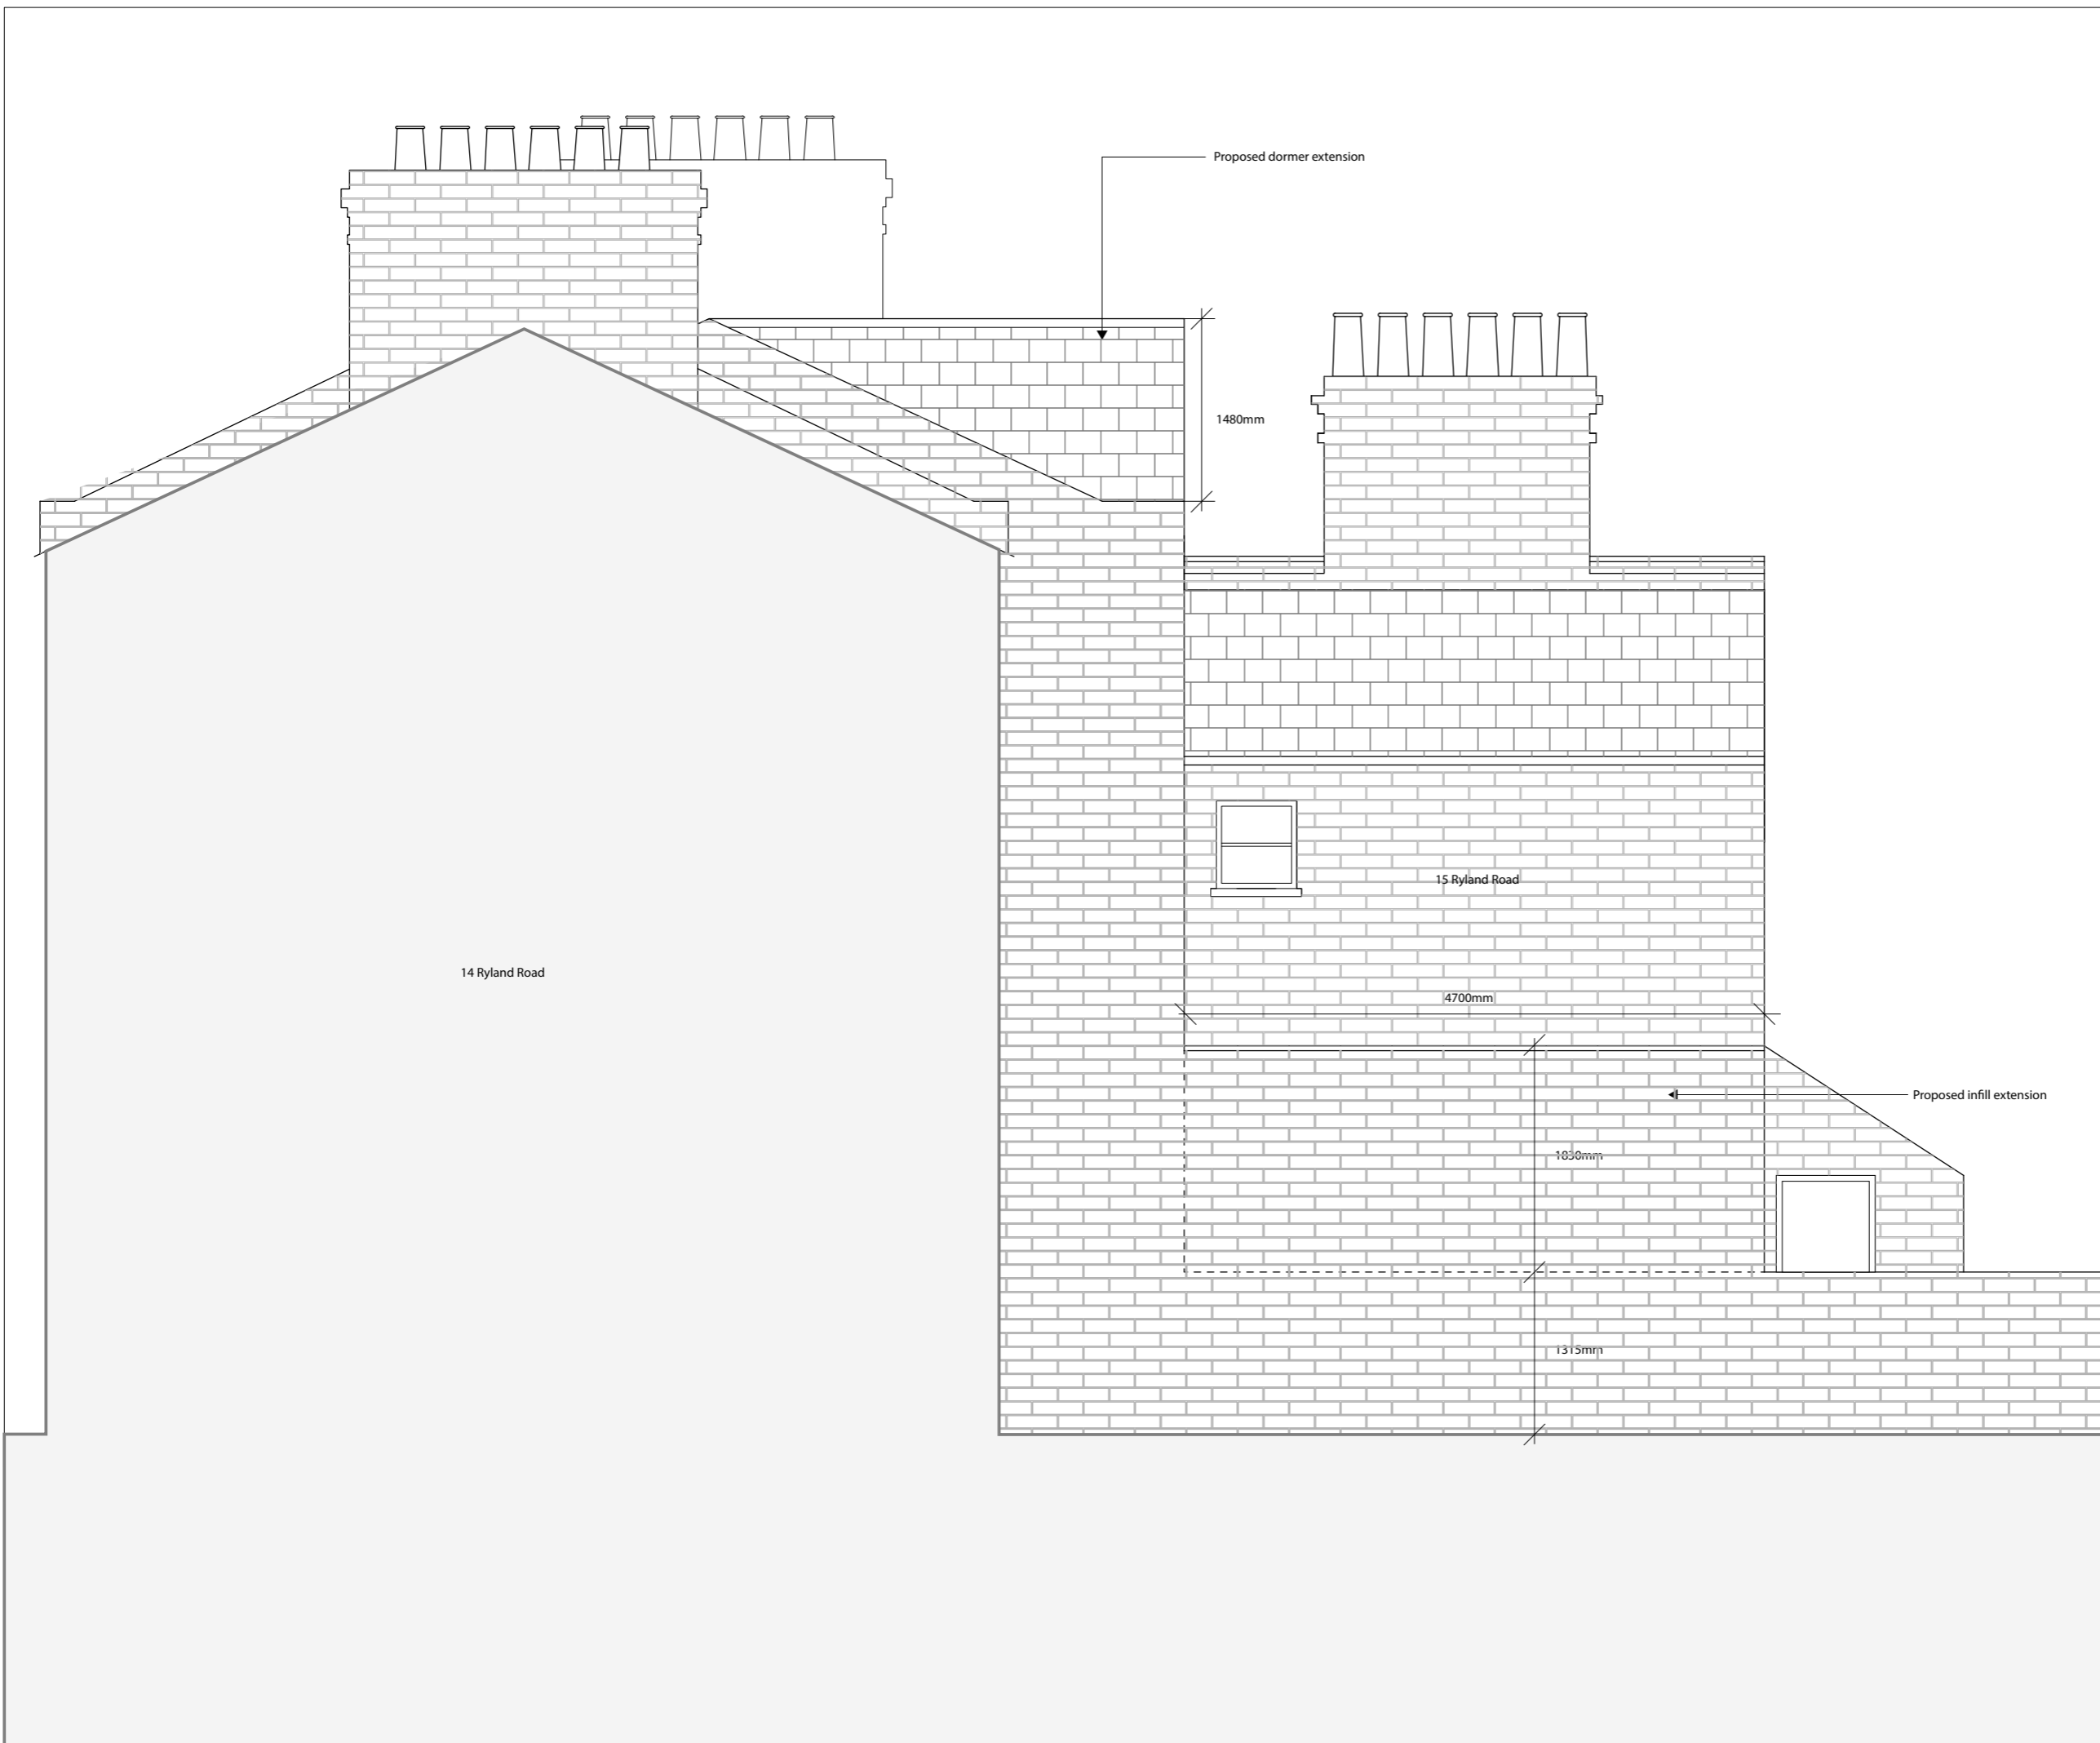 Proposed dormer extension
1480mm
15 Ryland Road
14 Ryland Road
4700mm
Proposed infill extension
1830mm
1315mm